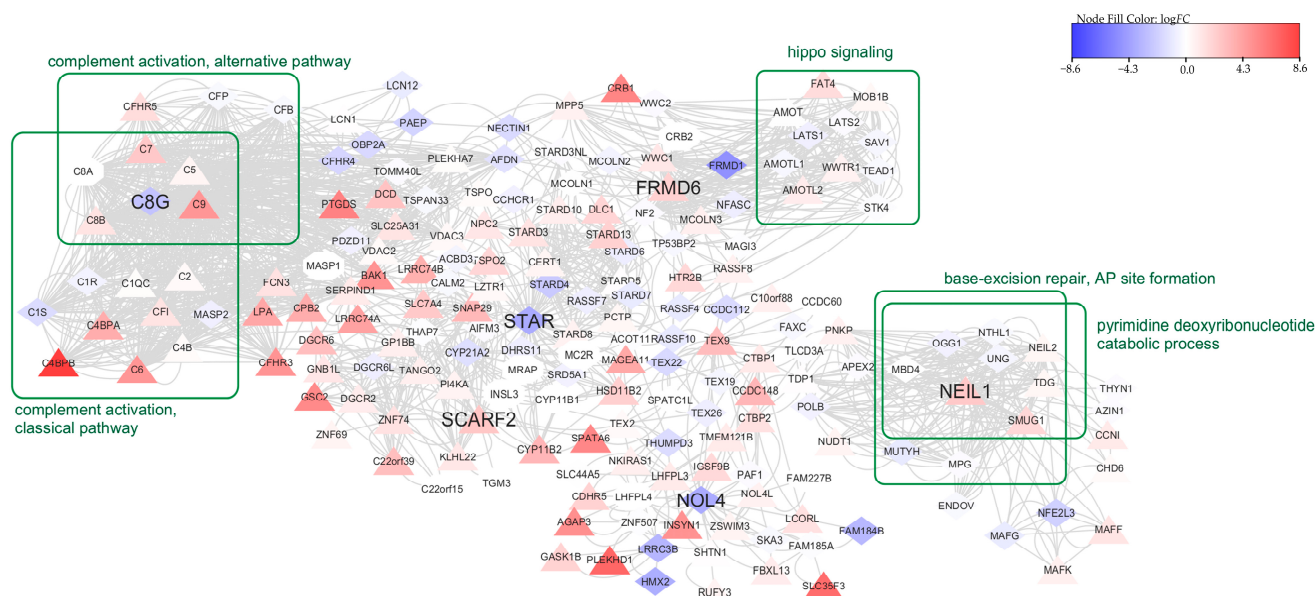 Node Fill Color: logFC
-8.6
-4.3
0.0
4.3
8.6
complement activation, alternative pathway
hippo signaling
CFHR5
CFP
CFB
C7
C8A
C5
C8G
C9
C8B
C1R
C1QC
C2
C1S
C4BPA
CFI
MASP2
C4B
C4BPB
C6
complement activation,
classical pathway
LCN12
LCN1
PAEP
OBP2A
CFHR4
NECTIN1
PLEKHA7
AFDN
TOMM40L
PTGDS
DCD
TSPAN33
TSPO
CCHCR1
SLC25A31
NPC2
PDZD11
VDAC2
VDAC3
STARD3
MASP1
BAK1
LRRC74B
ACBD3
TSPO2
CERT1
CALM2
LZTR1
FCN3
SERPIND1
LPA
CPB2
LRRC74A
SLC7A4
SNAP29
STARD4
RASSF7
STAR
DGCR6
GP1BB
THAP7
AIFM3
CYP21A2
DHRS11
CFHR3
GNB1L
DGCR6L
TANGO2
PI4KA
MRAP
MC2R
SRD5A1
GSC2
DGCR2
INSL3
CYP11B1
ZNF69
ZNF74
SCARF2
C22orf39
KLHL22
CYP11B2
SPATA6
C22orf15
TGM3
CRB1
MPP5
WWC2
CRB2
STARD3NL
MCOLN2
WWC1
FRMD1
FRMD6
MCOLN1
STARD10
DLC1
NF2
NFASC
MCOLN3
STARD13
STARD6
TP53BP2
MAGI3
STARD5
STARD7
HTR2B
RASSF8
PCTP
RASSF4
CCDC112
C10orf88
CCDC60
STARD8
ACOT11
RASSF10
FAXC
PNKP
MAGEA11
TEX22
TEX9
CTBP1
TLCD3A
APEX2
HSD11B2
TEX19
CCDC148
TDP1
SPATC1L
TEX26
CTBP2
POLB
TEX2
THUMPD3
TMEM121B
NUDT1
NKIRAS1
SLC44A5
LHFPL3
IGSF9B
PAF1
FAM227B
CDHR5
LHFPL4
NOL4
NOL4L
AGAP3
ZNF507
INSYN1
ZSWIM3
LCORL
FAM184B
SKA3
FAM185A
GASK1B
PLEKHD1
LRRC3B
SHTN1
FBXL13
HMX2
RUFY3
SLC35F3
FAT4
MOB1B
AMOT
LATS2
LATS1
SAV1
AMOTL1
WWTR1
TEAD1
AMOTL2
STK4
base-excision repair, AP site formation
pyrimidine deoxyribonucleotide
catabolic process
OGG1
NTHL1
NEIL2
UNG
MBD4
NEIL1
TDG
SMUG1
MUTYH
MPG
ENDOV
THYN1
AZIN1
CCNI
CHD6
NFE2L3
MAFG
MAFF
MAFK